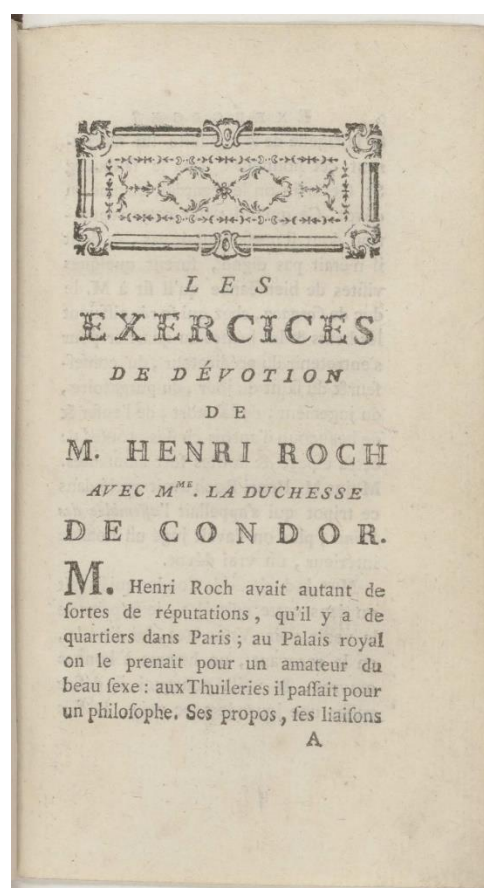 LES
EXERCICES
DE DÉVOTION
DE
M. HENRI ROCH
AVEC M^ME. LA DUCHESSE
DE CONDOR.
M. Henri Roch avait autant de
ſortes de réputations, qu'il y a de
quartiers dans Paris ; au Palais royal
on le prenait pour un amateur du
beau ſexe : aux Thuileries il paſſait pour
un philoſophe. Ses propos, ſes liaiſons
A